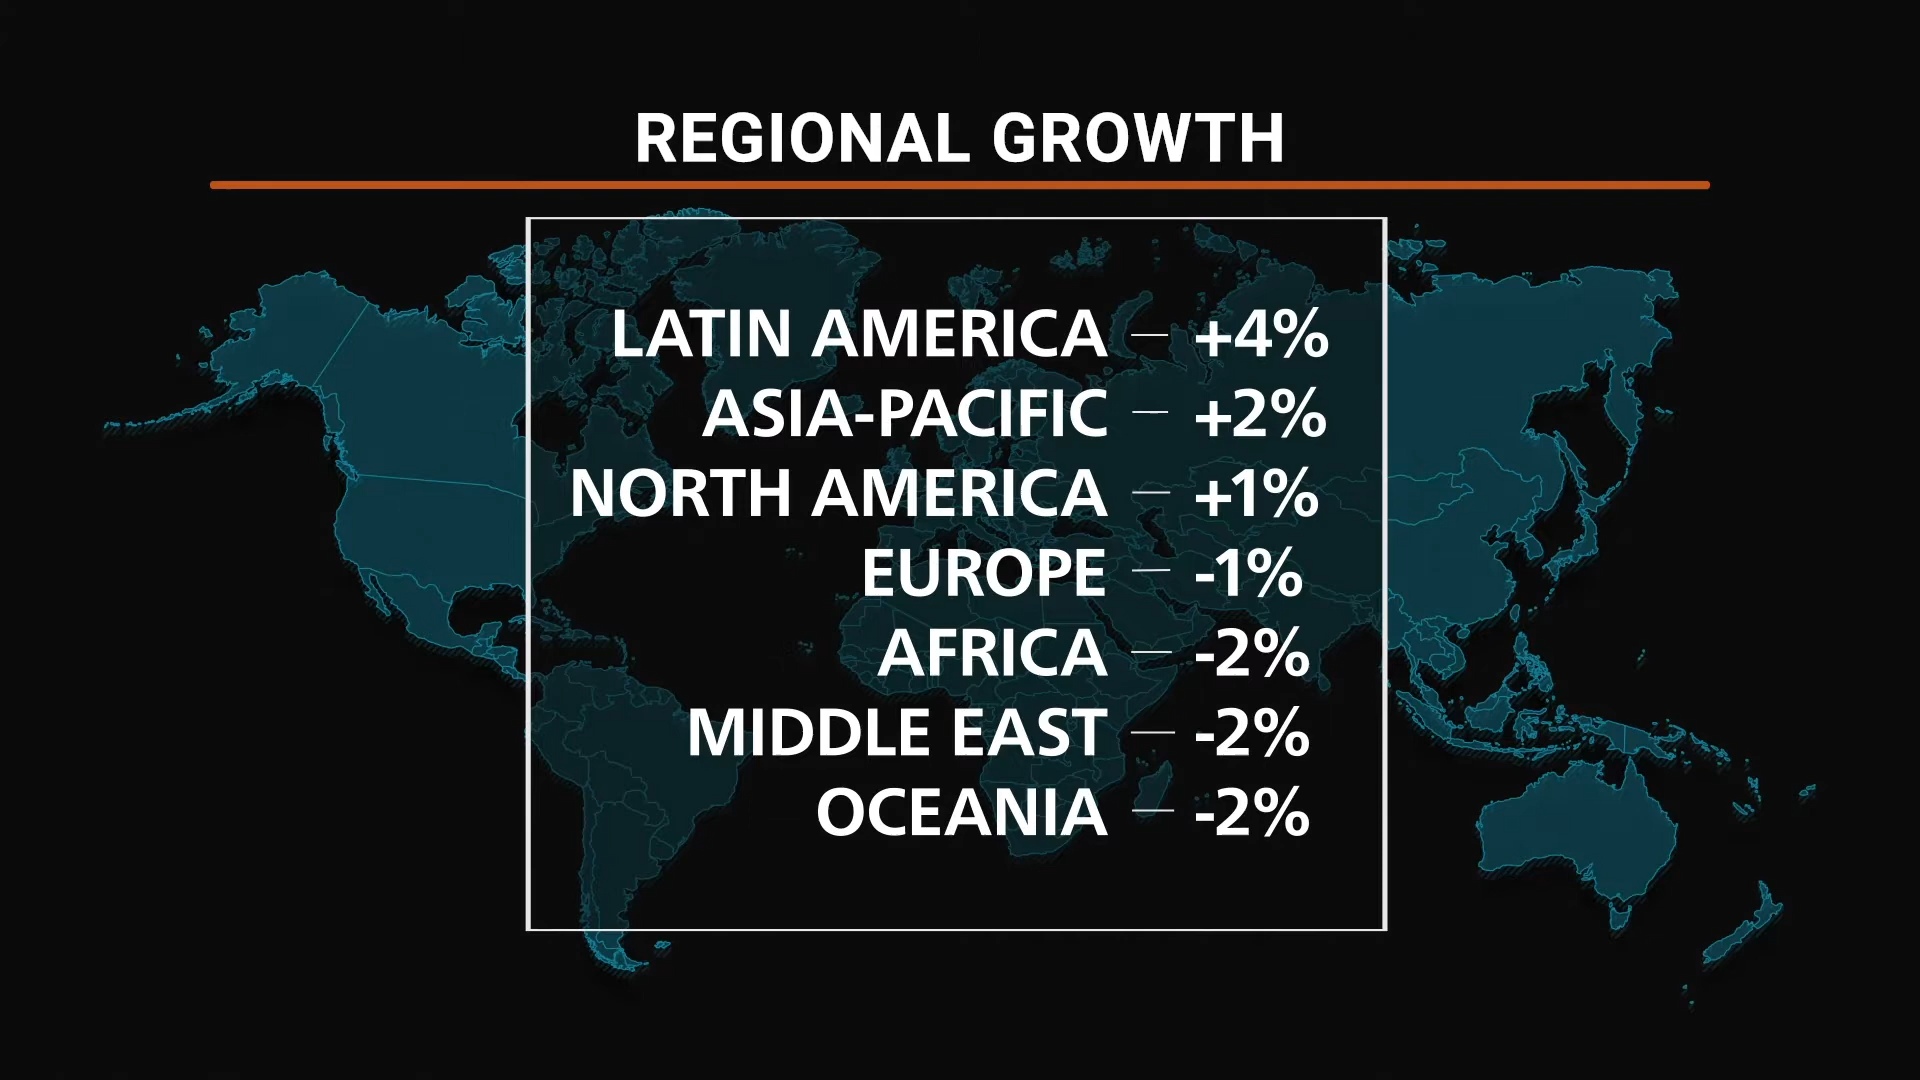 REGIONAL GROWTH
LATIN AMERICA — +4%
ASIA-PACIFIC — +2%
NORTH AMERICA — +1%
EUROPE — -1%
AFRICA — -2%
MIDDLE EAST — -2%
OCEANIA — -2%